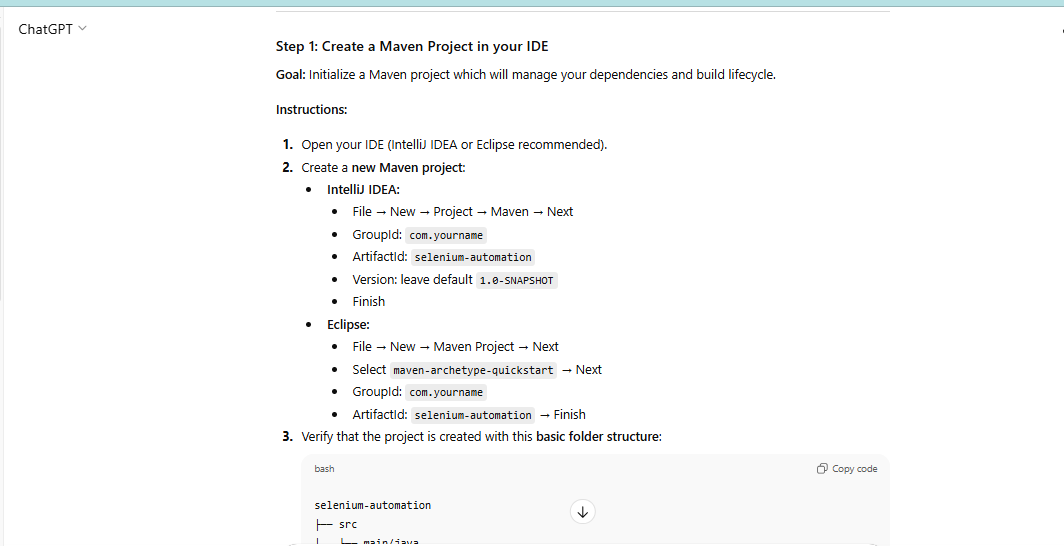 ChatGPT
Step 1: Create a Maven Project in your IDE
Goal: Initialize a Maven project which will manage your dependencies and build lifecycle.
Instructions:
1. Open your IDE (IntelliJ IDEA or Eclipse recommended).
2. Create a new Maven project:
• IntelliJ IDEA:
• File → New → Project → Maven → Next
• GroupId: com.yourname
• ArtifactId: selenium-automation
• Version: leave default 1.0-SNAPSHOT
• Finish
• Eclipse:
• File → New → Maven Project → Next
• Select maven-archetype-quickstart → Next
• GroupId: com.yourname
• ArtifactId: selenium-automation → Finish
3. Verify that the project is created with this basic folder structure:
bash Copy code
selenium-automation
├── src
│ ├── main/java